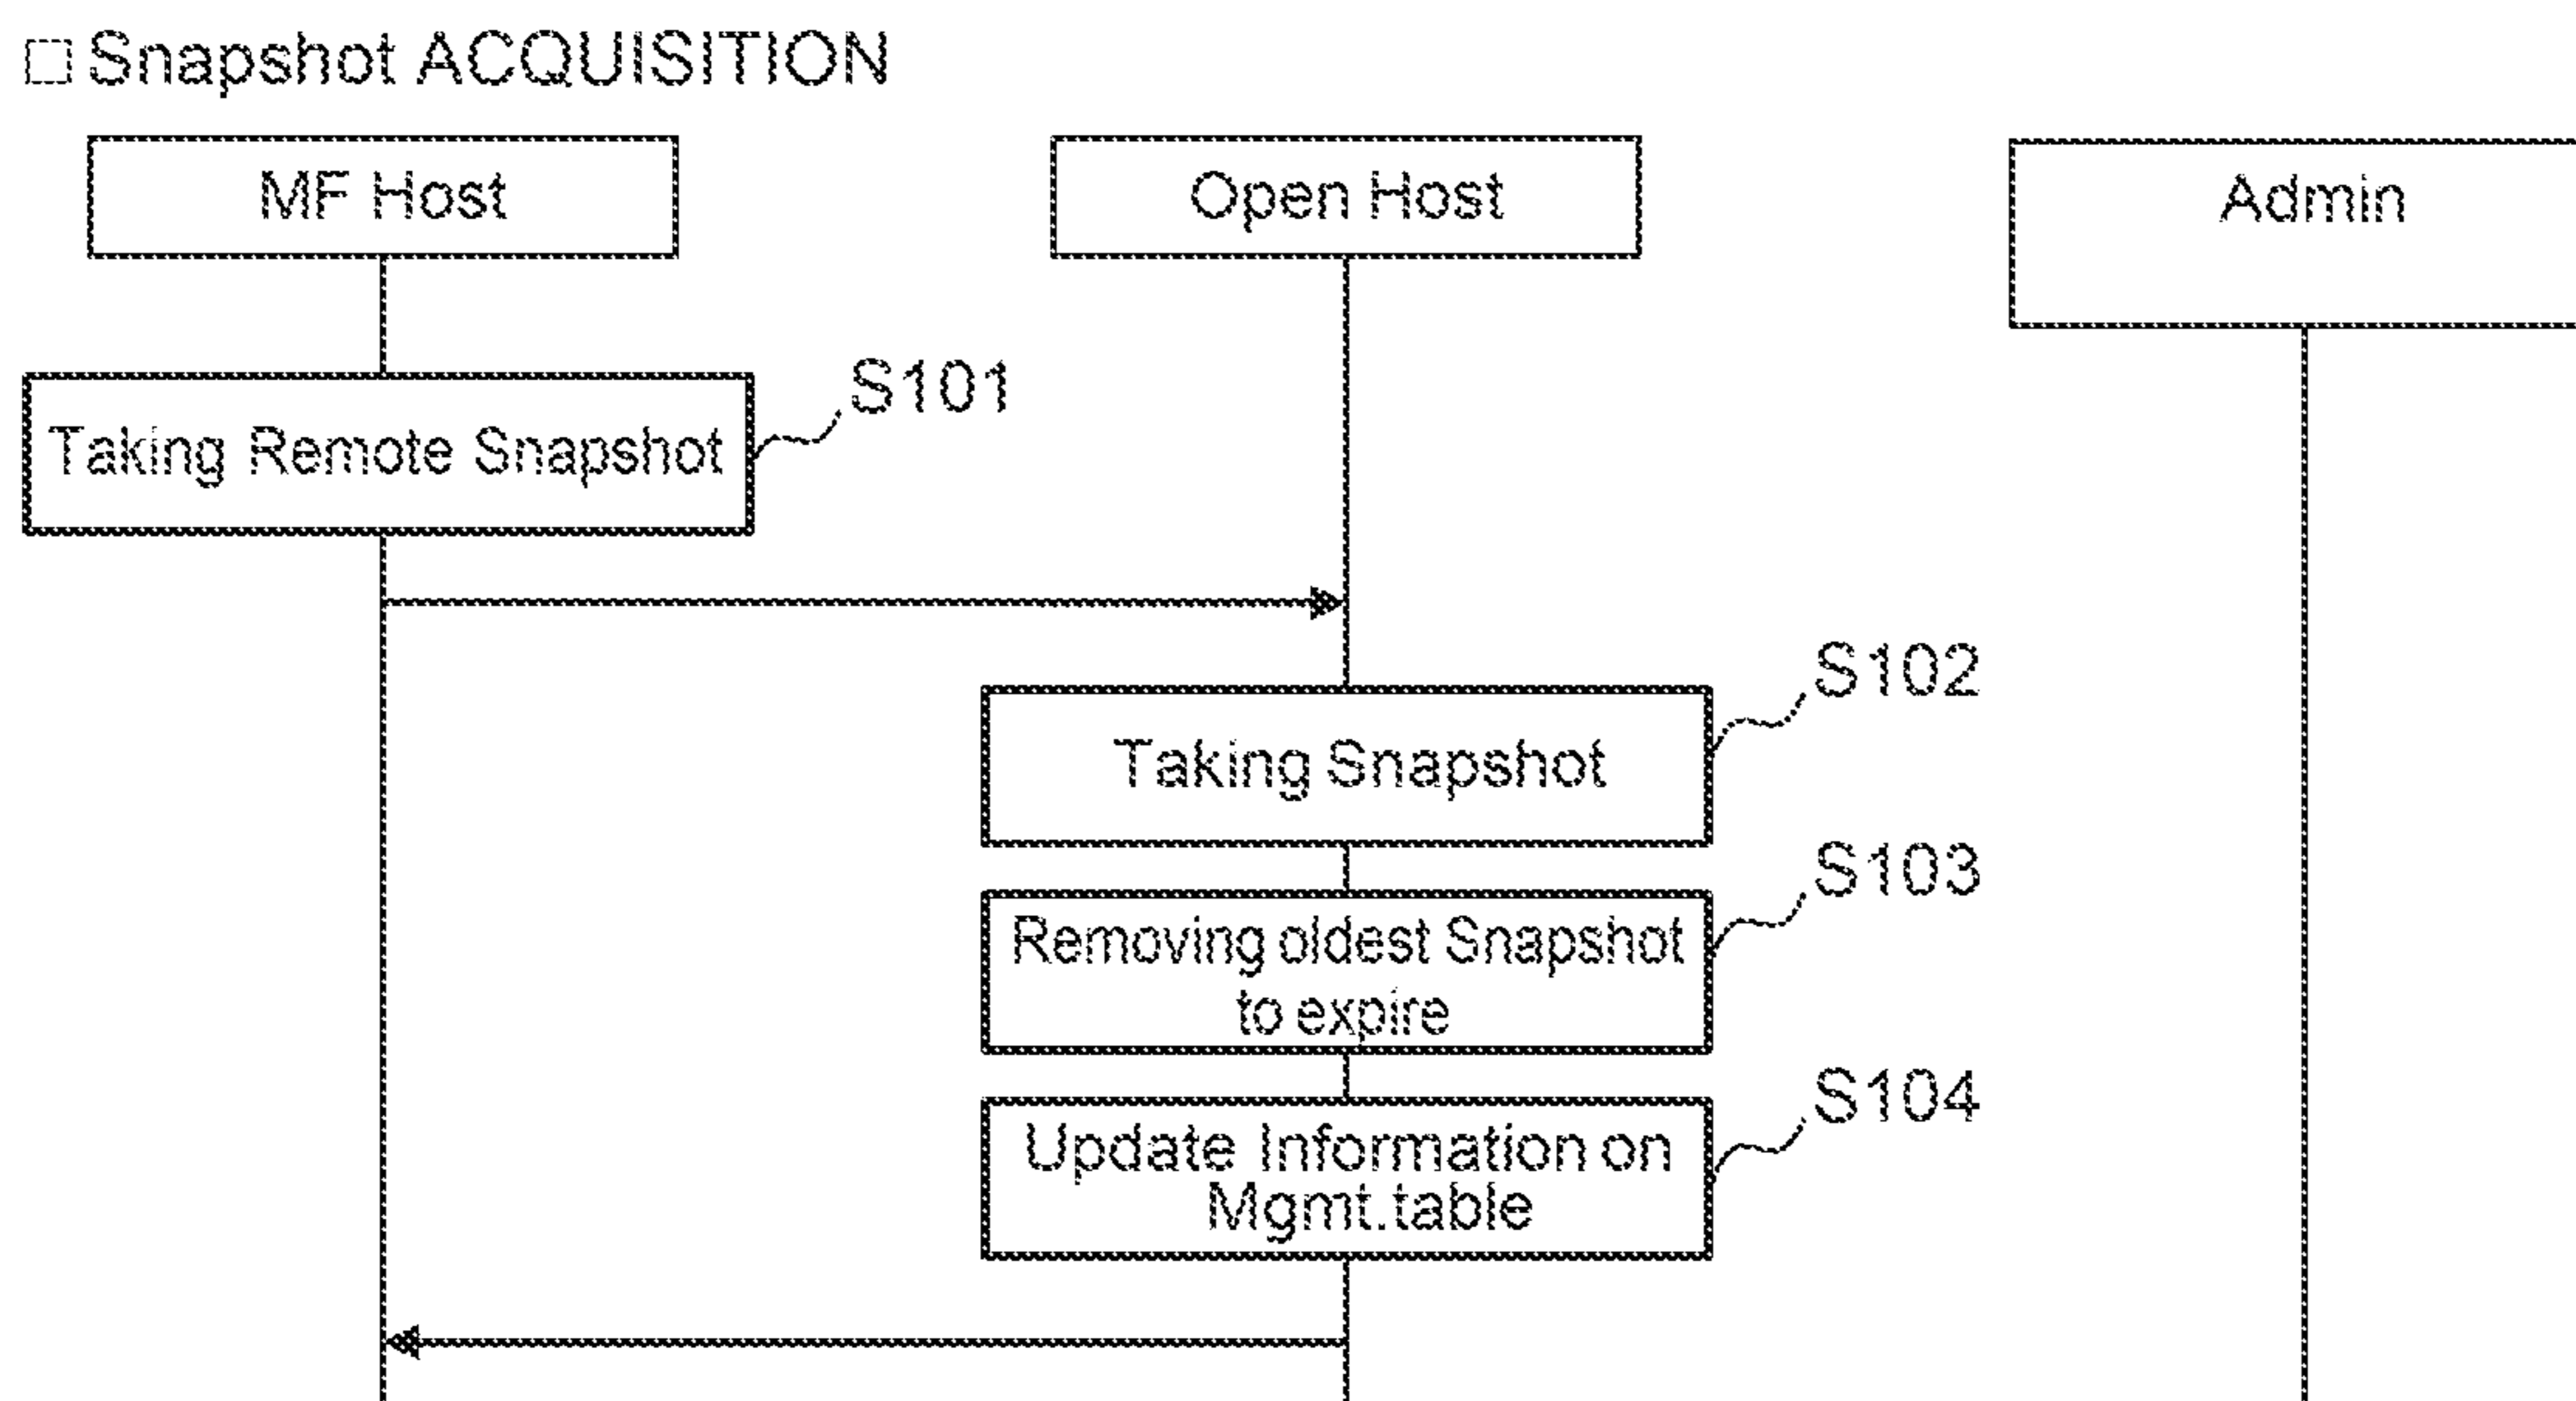 □ Snapshot ACQUISITION
MF Host
Open Host
Admin
S101
Taking Remote Snapshot
S102
Taking Snapshot
S103
Removing oldest Snapshot
to expire
S104
Update Information on
Mgmt.table